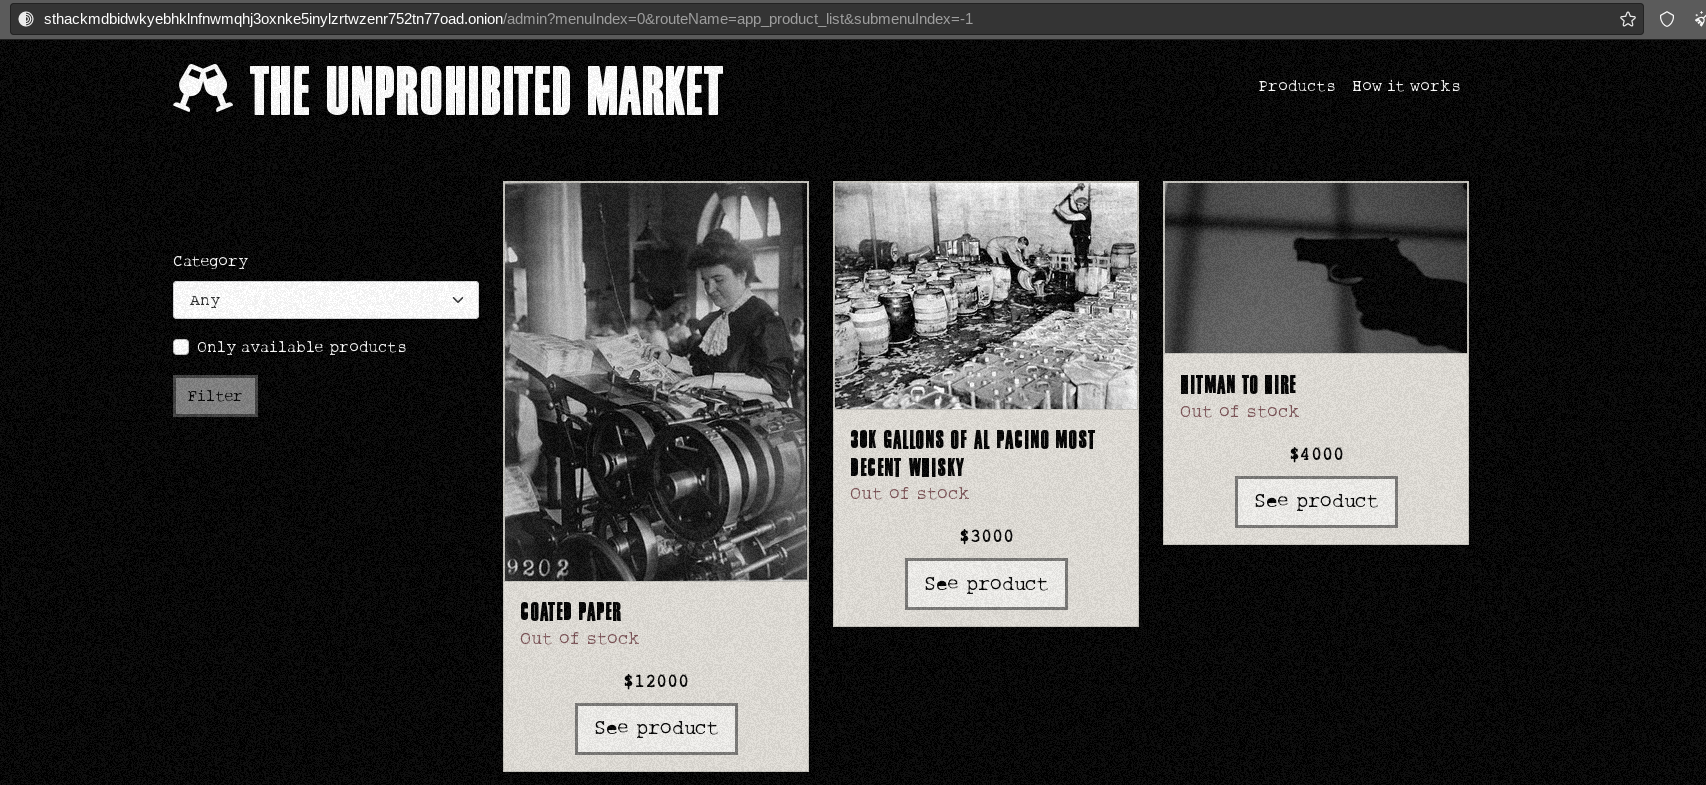 sthackmdbidwkyebhklnfnwmqhj3oxnke5inylzrtwzenr752tn77oad.onion/admin?menuIndex=0&routeName=app_product_list&submenuIndex=-1
THE UNPROHIBITED MARKET
Products How it works
Category
Any
Only available products
Filter
9202
COATED PAPER
Out of stock
$12000
See product
30K GALLONS OF AL PACINO MOST
DECENT WHISKY
Out of stock
$3000
See product
HITMAN TO HIRE
Out of stock
$4000
See product